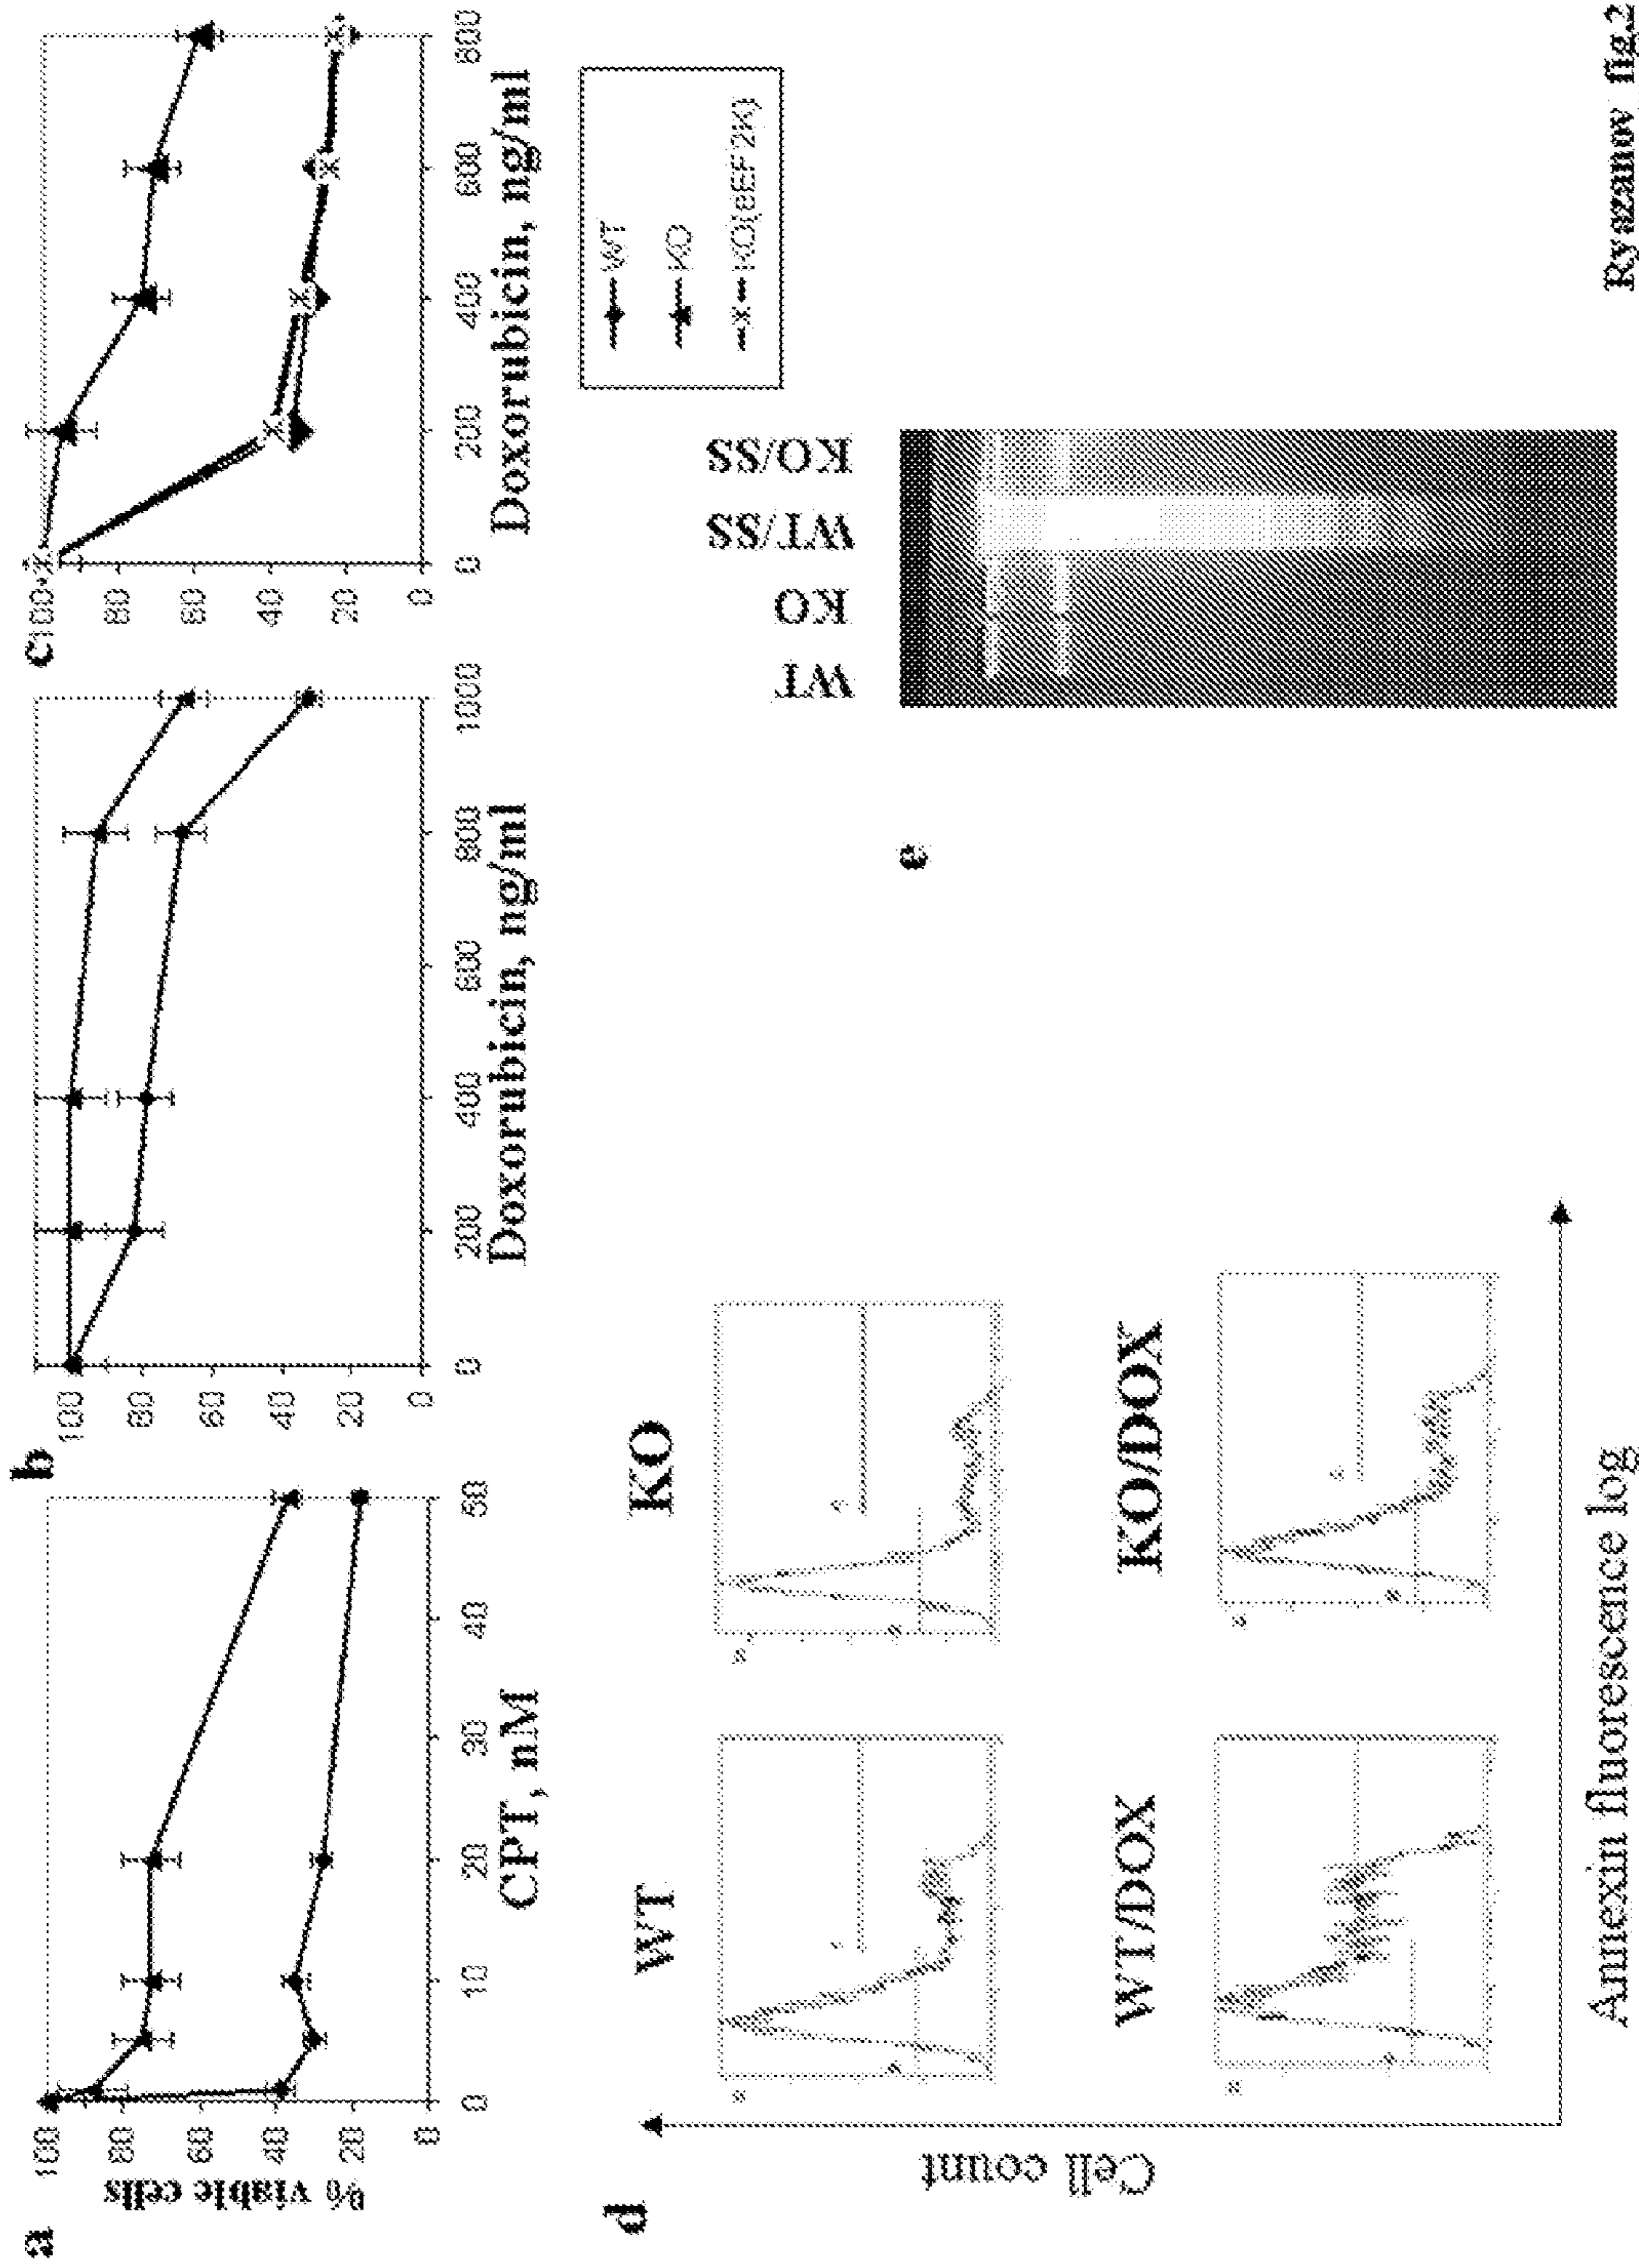 a
% viable cells
100
80
60
40
20
0
0 10 20 30 40 50
CPT, nM
b
100
80
60
40
20
0
0 200 400 600 800 1000
Doxorubicin, ng/ml
c
100
80
60
40
20
0
0 200 400 600 800
Doxorubicin, ng/ml
WT
KO
KO(eEF2K)
d
Cell count
WT
KO
WT/DOX
KO/DOX
Annexin fluorescence log
e
WT
KO
WT/SS
KO/SS
Ryazanov fig.2